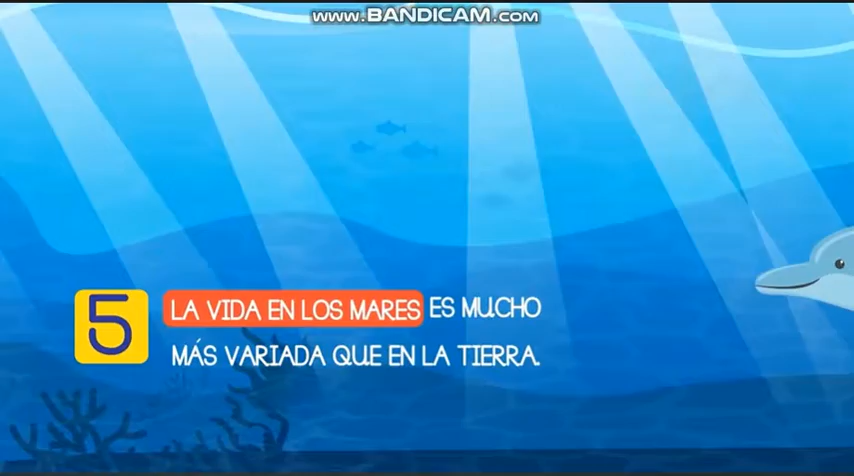 www.BANDICAM.com
5
LA VIDA EN LOS MARES ES MUCHO
MÁS VARIADA QUE EN LA TIERRA.